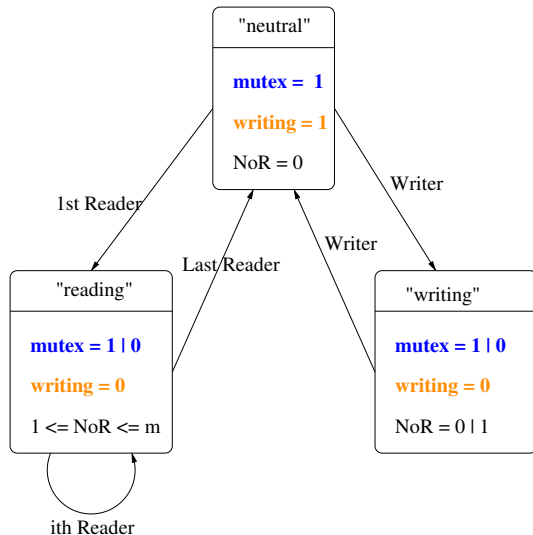 "neutral"
mutex =  1
writing = 1
NoR = 0
1st Reader
Writer
Last Reader
Writer
"reading"
mutex = 1 | 0
writing = 0
1 <= NoR <= m
"writing"
mutex = 1 | 0
writing = 0
NoR = 0 | 1
ith Reader